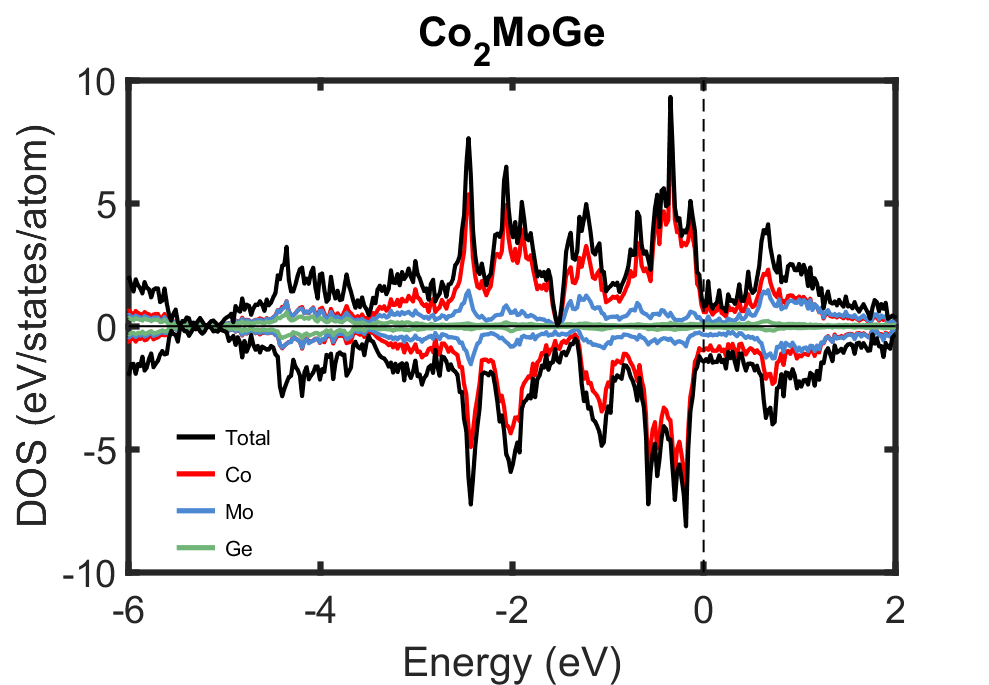 Co₂MoGe
10
5
0
-5
-10
DOS (eV/states/atom)
Total
Co
Mo
Ge
-6
-4
-2
0
2
Energy (eV)